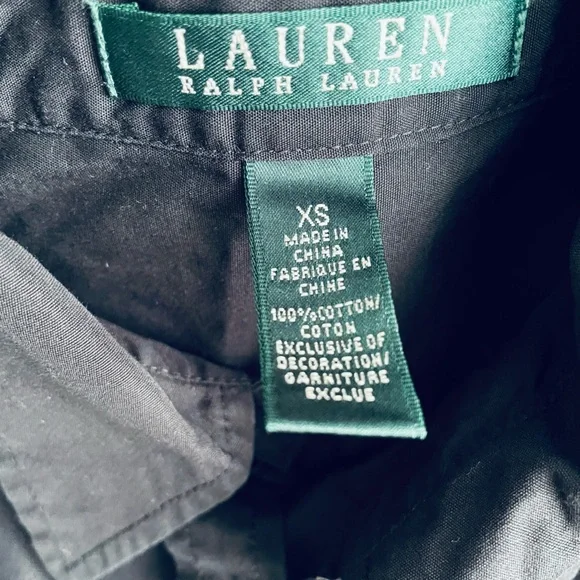 LAUREN
RALPH LAUREN
XS
MADE IN
CHINA
FABRIQUE EN
CHINE
100%COTTON/
COTON
EXCLUSIVE OF
DECORATION/
GARNITURE
EXCLUE